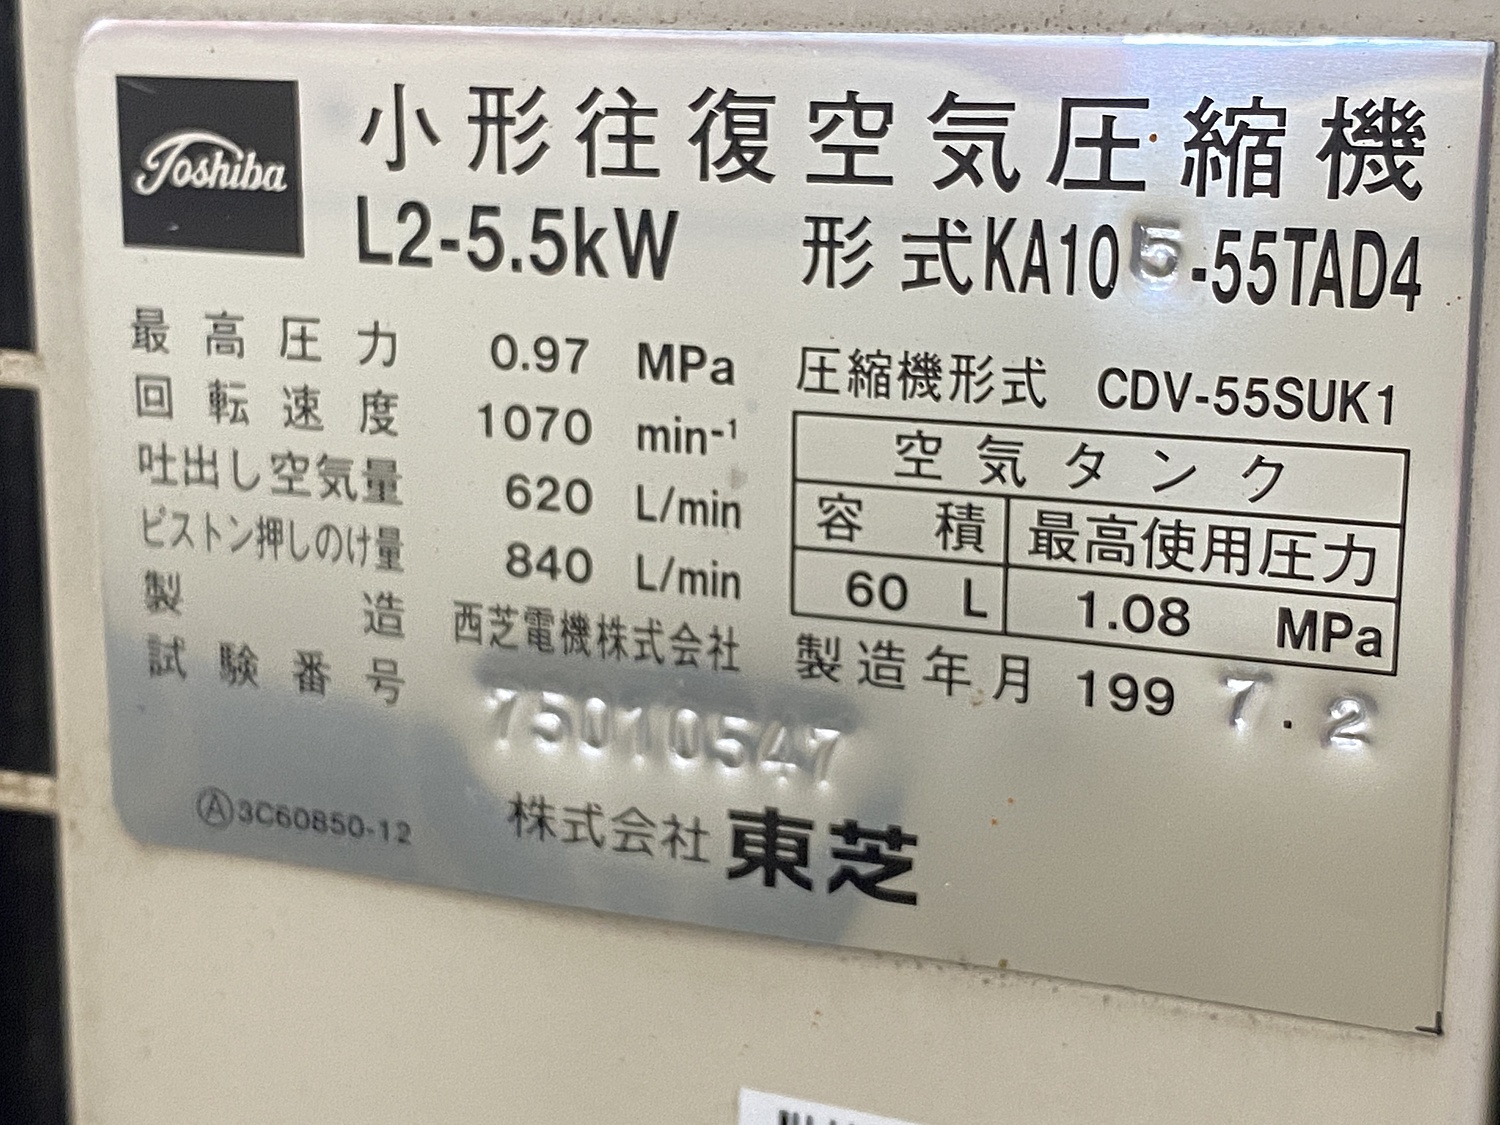 Toshiba
小形往復空気圧縮機
L2-5.5kW 形式KA105-55TAD4
最高圧力 0.97 MPa
回転速度 1070 min-¹
吐出し空気量 620 L/min
ピストン押しのけ量 840 L/min
製造 西芝電機株式会社
試験番号 75010547
圧縮機形式 CDV-55SUK1
空気タンク
容積 最高使用圧力
60 L 1.08 MPa
製造年月 1997.2
Ⓐ3C60850-12 株式会社東芝